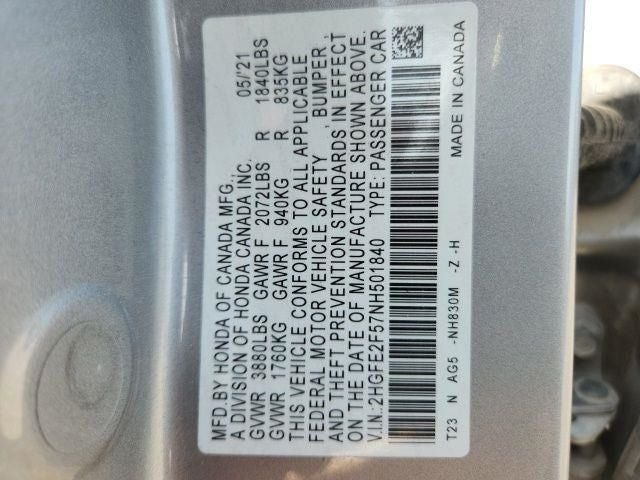 MFD. BY HONDA OF CANADA MFG., 05/'21
A DIVISION OF HONDA CANADA INC.
GVWR 3880LBS GAWR F 2072LBS R 1840LBS
GVWR 1760KG GAWR F 940KG R 835KG
THIS VEHICLE CONFORMS TO ALL APPLICABLE
FEDERAL MOTOR VEHICLE SAFETY , BUMPER ,
AND THEFT PREVENTION STANDARDS IN EFFECT
ON THE DATE OF MANUFACTURE SHOWN ABOVE.
V.I.N.:2HGFE2F57NH501840 TYPE: PASSENGER CAR
T23 N AG5 -NH830M -Z -H MADE IN CANADA